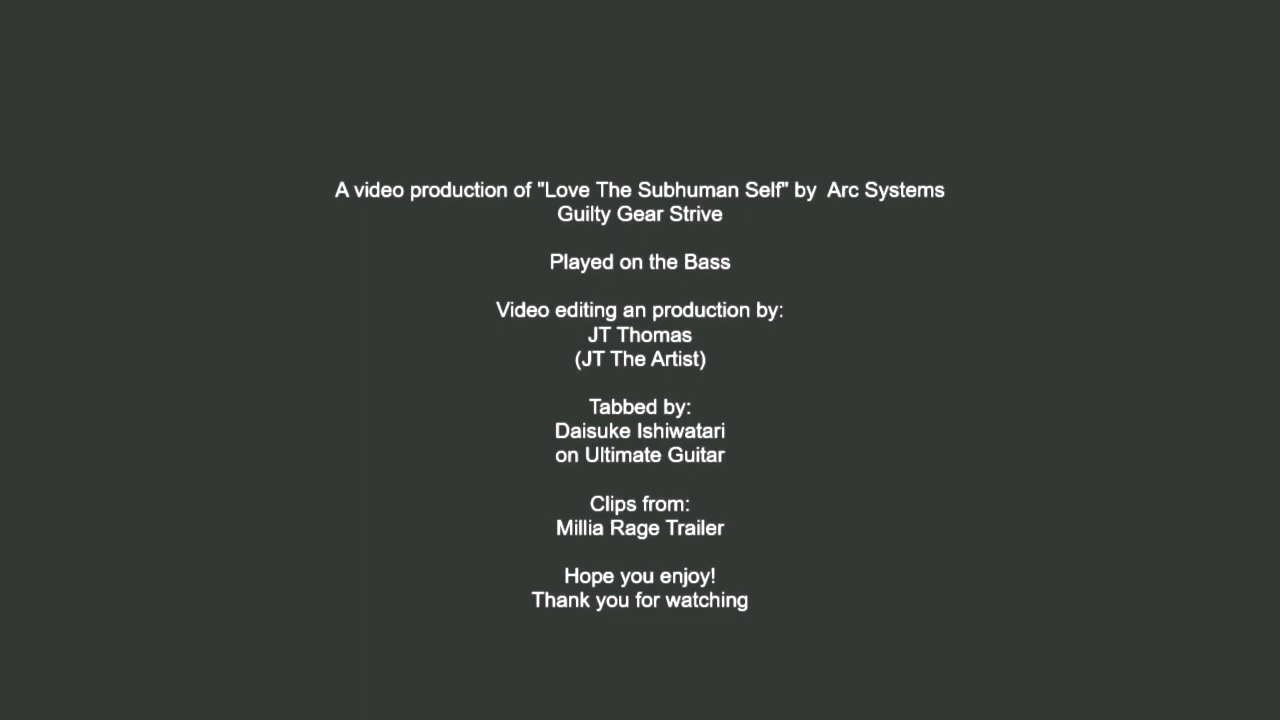 A video production of "Love The Subhuman Self" by  Arc Systems
Guilty Gear Strive
Played on the Bass
Video editing an production by:
JT Thomas
(JT The Artist)
Tabbed by:
Daisuke Ishiwatari
on Ultimate Guitar
Clips from:
Millia Rage Trailer
Hope you enjoy!
Thank you for watching